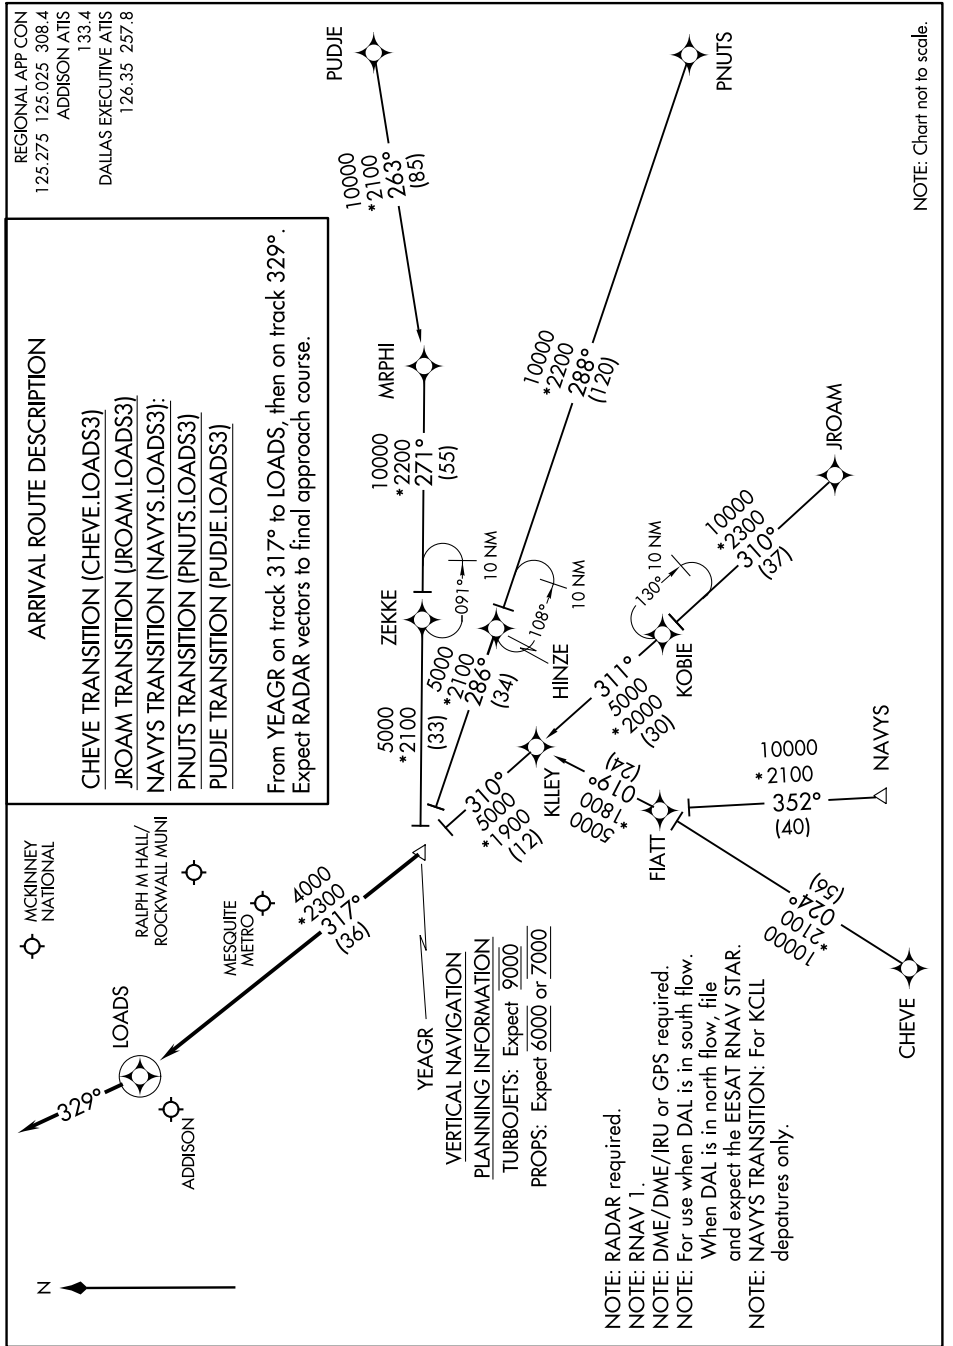 REGIONAL APP CON
125.275 125.025 308.4
ADDISON ATIS
133.4
DALLAS EXECUTIVE ATIS
126.35 257.8
ARRIVAL ROUTE DESCRIPTION
CHEVE TRANSITION (CHEVE.LOADS3)
JROAM TRANSITION (JROAM.LOADS3)
NAVYS TRANSITION (NAVYS.LOADS3):
PNUTS TRANSITION (PNUTS.LOADS3)
PUDJE TRANSITION (PUDJE.LOADS3)
From YEAGR on track 317° to LOADS, then on track 329°.
Expect RADAR vectors to final approach course.
N
MCKINNEY
NATIONAL
RALPH M HALL/
ROCKWALL MUNI
MESQUITE
METRO
LOADS
329°
ADDISON
4000
*2300
317°
(36)
YEAGR
VERTICAL NAVIGATION
PLANNING INFORMATION
TURBOJETS: Expect 9000
PROPS: Expect 6000 or 7000
PUDJE
10000
*2100
263°
(85)
MRPHI
10000
*2200
271°
(55)
ZEKKE
091°
10 NM
5000
*2100
(33)
PNUTS
10000
*2200
288°
(120)
HINZE
108°
10 NM
5000
*2100
286°
(34)
JROAM
10000
*2300
310°
(37)
KOBIE
130°
10 NM
311°
5000
*2000
(30)
KLLEY
310°
5000
*1900
(12)
(24)
019°
*1800
5000
FIATT
NAVYS
10000
*2100
352°
(40)
CHEVE
(56)
024°
*2100
10000
NOTE: RADAR required.
NOTE: RNAV 1.
NOTE: DME/DME/IRU or GPS required.
NOTE: For use when DAL is in south flow.
When DAL is in north flow, file
and expect the EESAT RNAV STAR.
NOTE: NAVYS TRANSITION: For KCLL
depatures only.
NOTE: Chart not to scale.